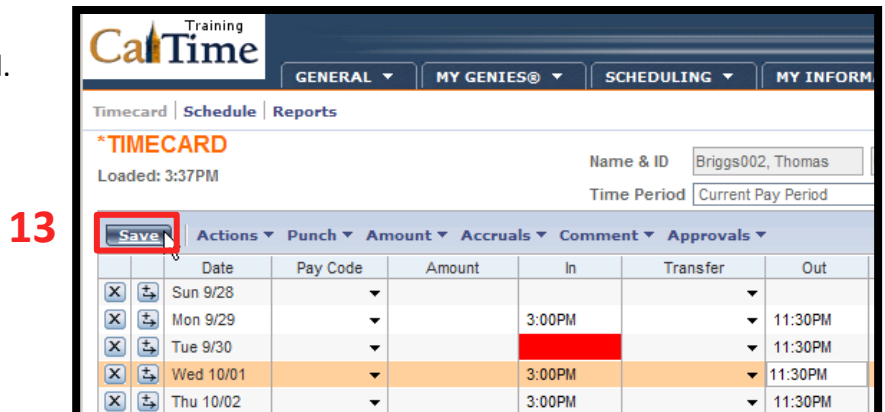 Training
CalTime
l.
GENERAL MY GENIES® SCHEDULING MY INFORM
Timecard | Schedule | Reports
*TIMECARD
Name & ID Briggs002, Thomas
Loaded: 3:37PM
Time Period Current Pay Period
13
Save Actions Punch Amount Accruals Comment Approvals
Date Pay Code Amount In Transfer Out
Sun 9/28
Mon 9/29 3:00PM 11:30PM
Tue 9/30 11:30PM
Wed 10/01 3:00PM 11:30PM
Thu 10/02 3:00PM 11:30PM